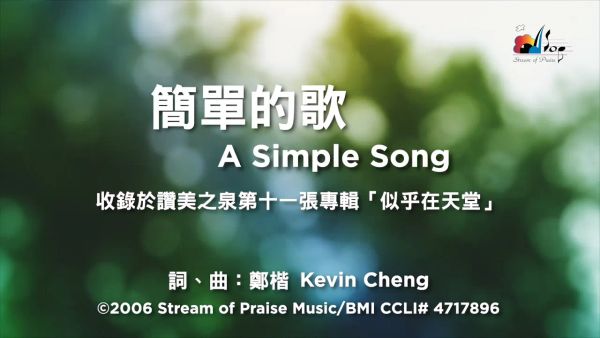 Stream of Praise
簡單的歌
A Simple Song
收錄於讚美之泉第十一張專輯「似乎在天堂」
詞、曲：鄭楷 Kevin Cheng
©2006 Stream of Praise Music/BMI CCLI# 4717896